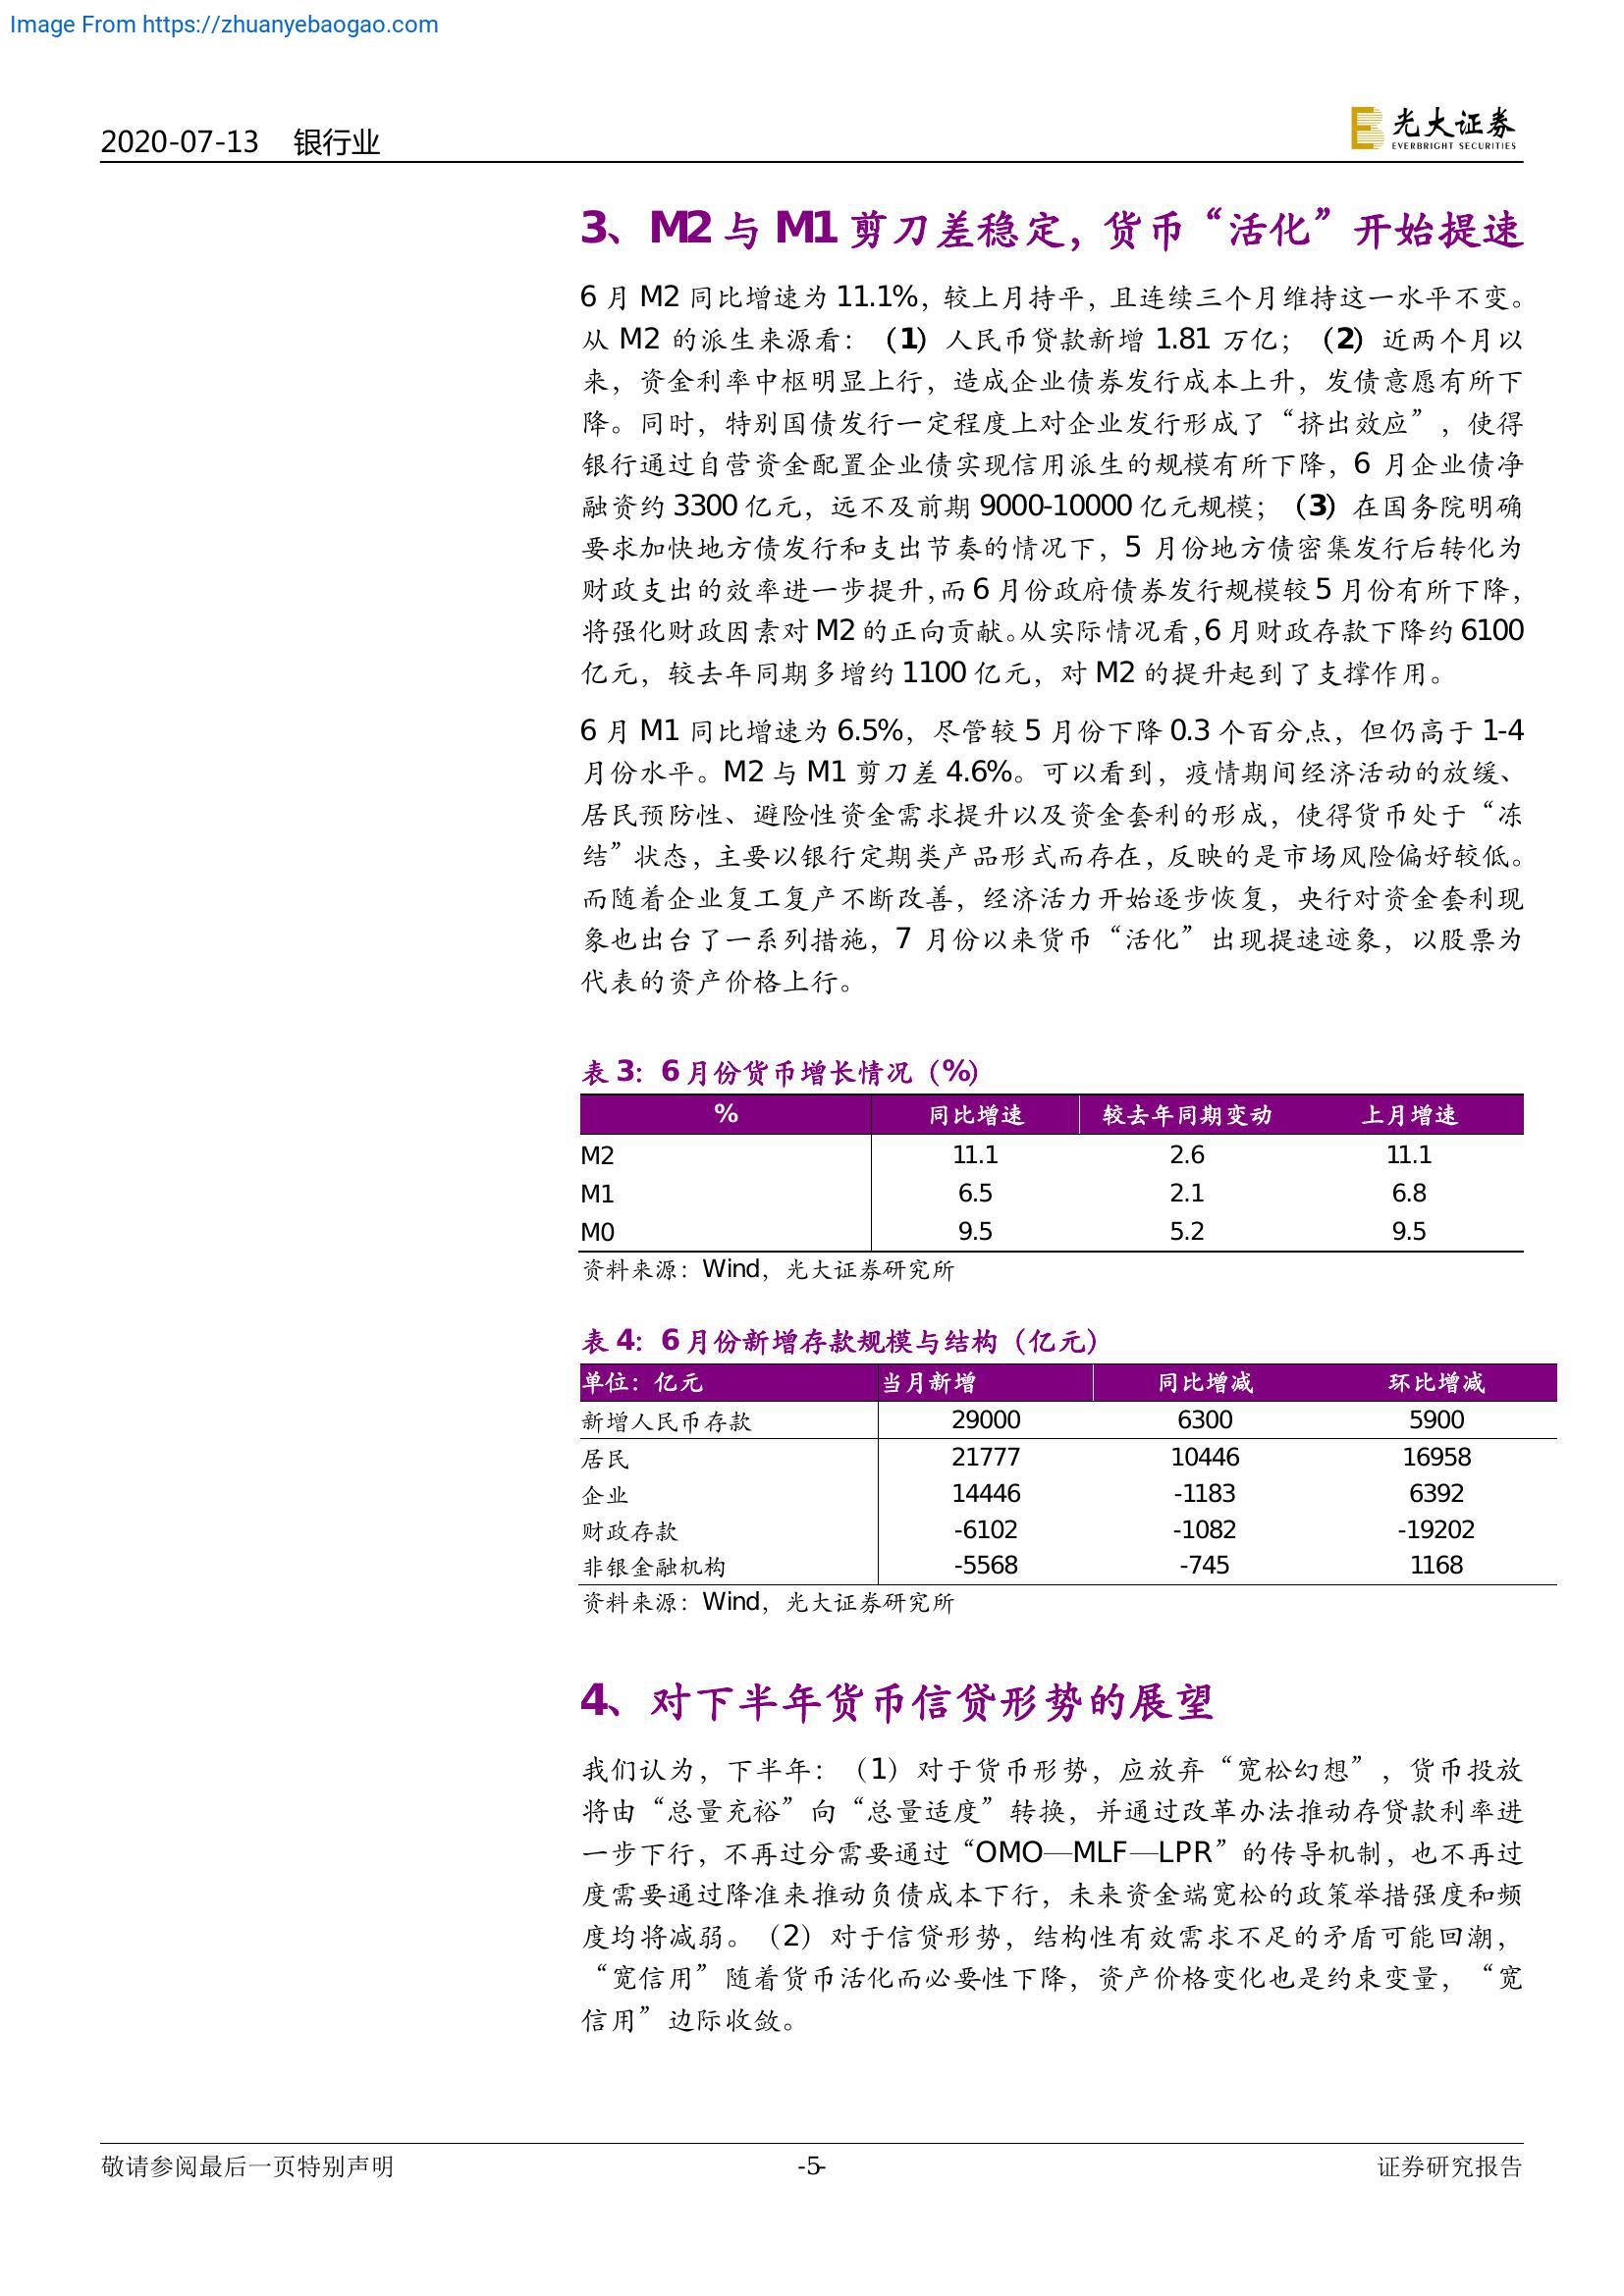 Image From https://zhuanyebaogao.com
2020-07-13 银行业
光大证券
EVERBRIGHT SECURITIES
3、M2 与 M1 剪刀差稳定，货币“活化”开始提速
6 月 M2 同比增速为 11.1%，较上月持平，且连续三个月维持这一水平不变。
从 M2 的派生来源看：（1）人民币贷款新增 1.81 万亿；（2）近两个月以
来，资金利率中枢明显上行，造成企业债券发行成本上升，发债意愿有所下
降。同时，特别国债发行一定程度上对企业发行形成了“挤出效应”，使得
银行通过自营资金配置企业债实现信用派生的规模有所下降，6 月企业债净
融资约 3300 亿元，远不及前期 9000-10000 亿元规模；（3）在国务院明确
要求加快地方债发行和支出节奏的情况下，5 月份地方债密集发行后转化为
财政支出的效率进一步提升，而 6 月份政府债券发行规模较 5 月份有所下降，
将强化财政因素对 M2 的正向贡献。从实际情况看，6 月财政存款下降约 6100
亿元，较去年同期多增约 1100 亿元，对 M2 的提升起到了支撑作用。
6 月 M1 同比增速为 6.5%，尽管较 5 月份下降 0.3 个百分点，但仍高于 1-4
月份水平。M2 与 M1 剪刀差 4.6%。可以看到，疫情期间经济活动的放缓、
居民预防性、避险性资金需求提升以及资金套利的形成，使得货币处于“冻
结”状态，主要以银行定期类产品形式而存在，反映的是市场风险偏好较低。
而随着企业复工复产不断改善，经济活力开始逐步恢复，央行对资金套利现
象也出台了一系列措施，7 月份以来货币“活化”出现提速迹象，以股票为
代表的资产价格上行。
表 3：6 月份货币增长情况（%）
% 同比增速 较去年同期变动 上月增速
M2 11.1 2.6 11.1
M1 6.5 2.1 6.8
M0 9.5 5.2 9.5
资料来源：Wind，光大证券研究所
表 4：6 月份新增存款规模与结构（亿元）
单位：亿元 当月新增 同比增减 环比增减
新增人民币存款 29000 6300 5900
居民 21777 10446 16958
企业 14446 -1183 6392
财政存款 -6102 -1082 -19202
非银金融机构 -5568 -745 1168
资料来源：Wind，光大证券研究所
4、对下半年货币信贷形势的展望
我们认为，下半年：（1）对于货币形势，应放弃“宽松幻想”，货币投放
将由“总量充裕”向“总量适度”转换，并通过改革办法推动存贷款利率进
一步下行，不再过分需要通过“OMO—MLF—LPR”的传导机制，也不再过
度需要通过降准来推动负债成本下行，未来资金端宽松的政策举措强度和频
度均将减弱。（2）对于信贷形势，结构性有效需求不足的矛盾可能回潮，
“宽信用”随着货币活化而必要性下降，资产价格变化也是约束变量，“宽
信用”边际收敛。
敬请参阅最后一页特别声明 -5- 证券研究报告